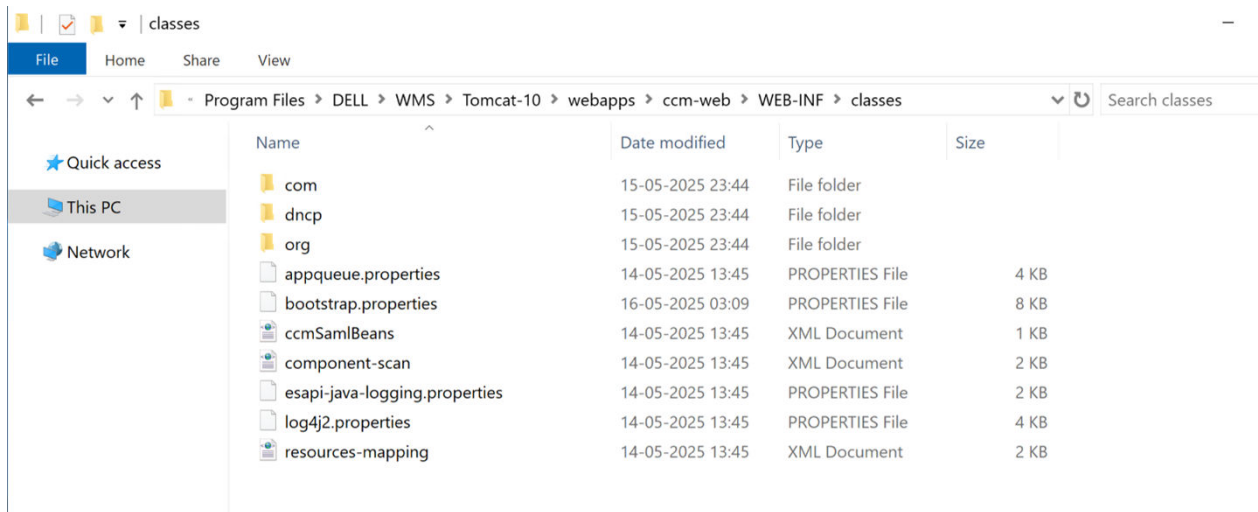 classes
File Home Share View
Program Files > DELL > WMS > Tomcat-10 > webapps > ccm-web > WEB-INF > classes Search classes
Quick access
This PC
Network
Name Date modified Type Size
com 15-05-2025 23:44 File folder
dncp 15-05-2025 23:44 File folder
org 15-05-2025 23:44 File folder
appqueue.properties 14-05-2025 13:45 PROPERTIES File 4 KB
bootstrap.properties 16-05-2025 03:09 PROPERTIES File 8 KB
ccmSamlBeans 14-05-2025 13:45 XML Document 1 KB
component-scan 14-05-2025 13:45 XML Document 2 KB
esapi-java-logging.properties 14-05-2025 13:45 PROPERTIES File 2 KB
log4j2.properties 14-05-2025 13:45 PROPERTIES File 4 KB
resources-mapping 14-05-2025 13:45 XML Document 2 KB